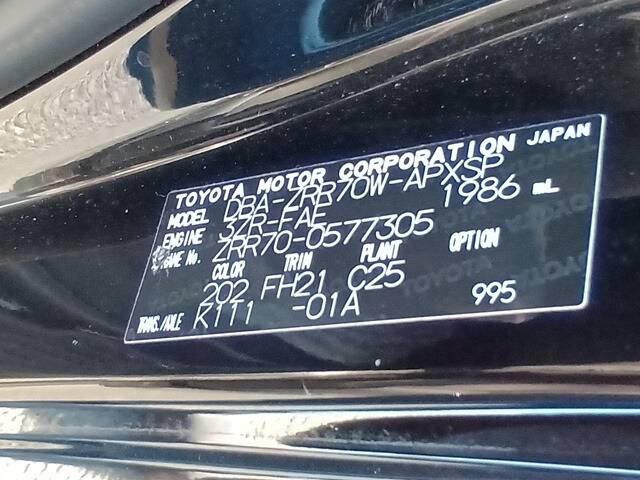 TOYOTA MOTOR CORPORATION JAPAN
MODEL DBA-ZRR70W-APXSP
ENGINE 3ZR-FAE 1986 mL
No. ZRR70-0577305
COLOR TRIM PLANT OPTION
202 FH21 C25
TRANS./AXLE K111 -01A 995